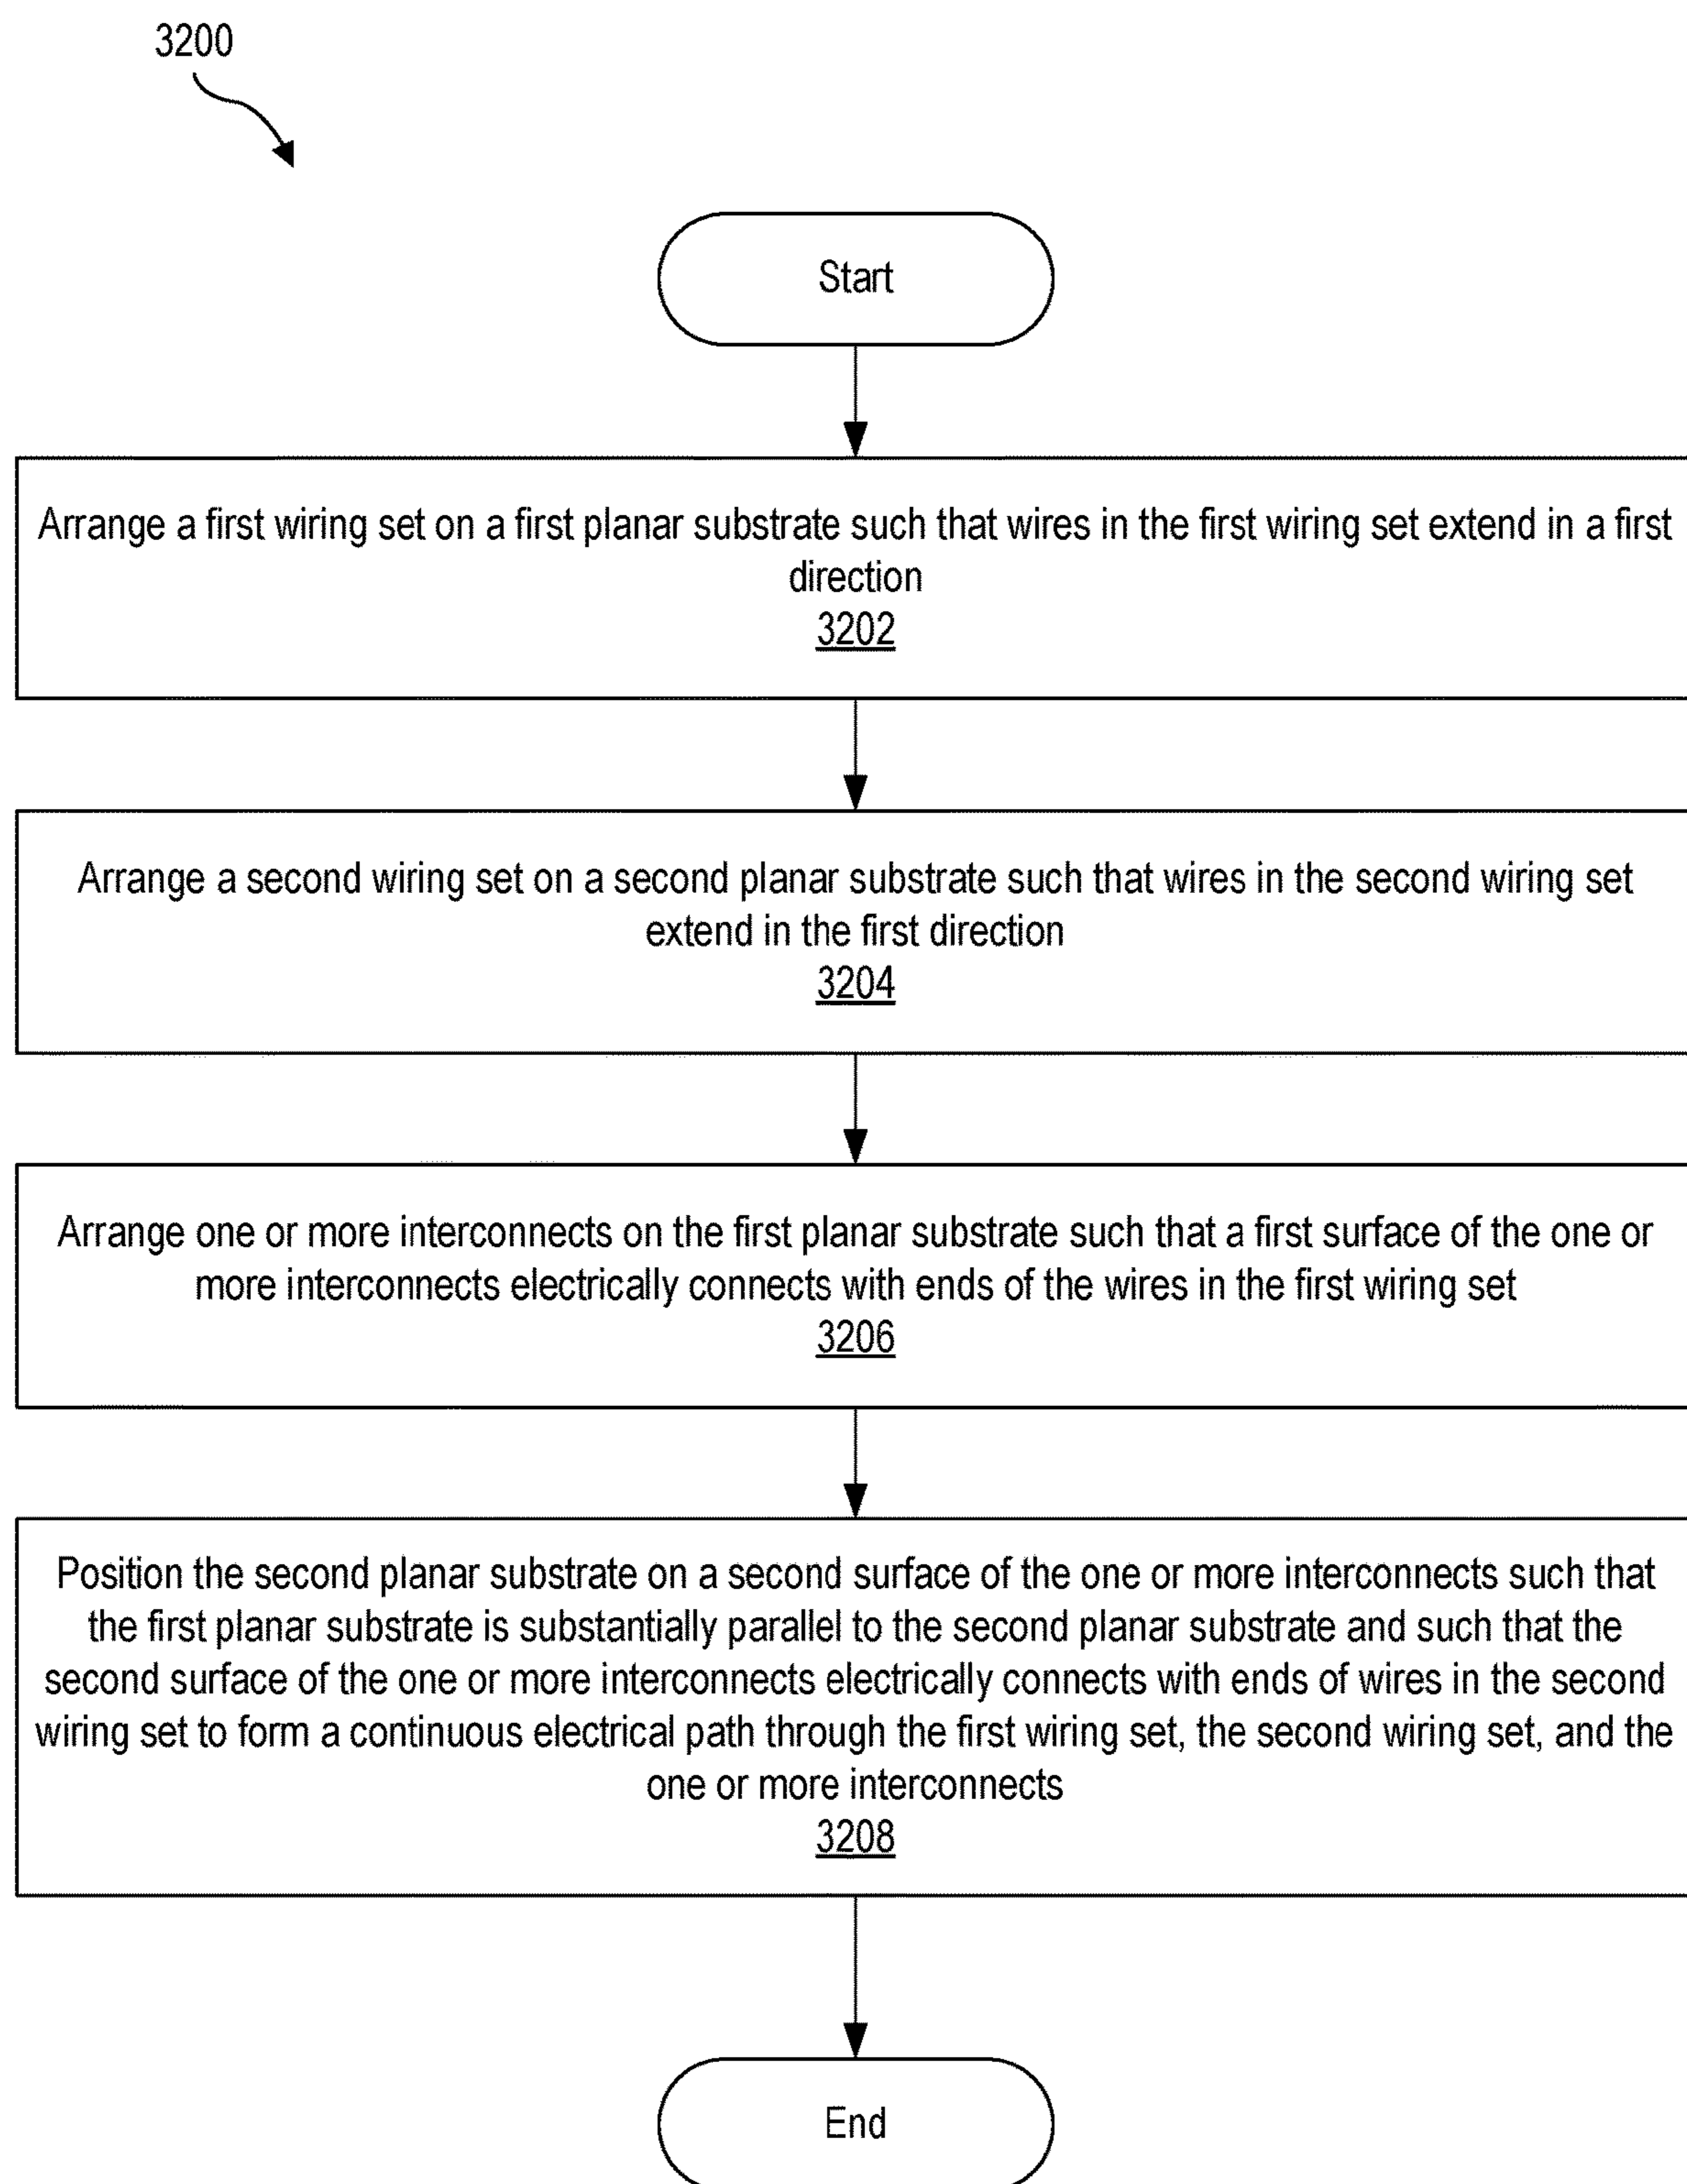 3200
Start
Arrange a first wiring set on a first planar substrate such that wires in the first wiring set extend in a first
direction
3202
Arrange a second wiring set on a second planar substrate such that wires in the second wiring set
extend in the first direction
3204
Arrange one or more interconnects on the first planar substrate such that a first surface of the one or
more interconnects electrically connects with ends of the wires in the first wiring set
3206
Position the second planar substrate on a second surface of the one or more interconnects such that
the first planar substrate is substantially parallel to the second planar substrate and such that the
second surface of the one or more interconnects electrically connects with ends of wires in the second
wiring set to form a continuous electrical path through the first wiring set, the second wiring set, and the
one or more interconnects
3208
End